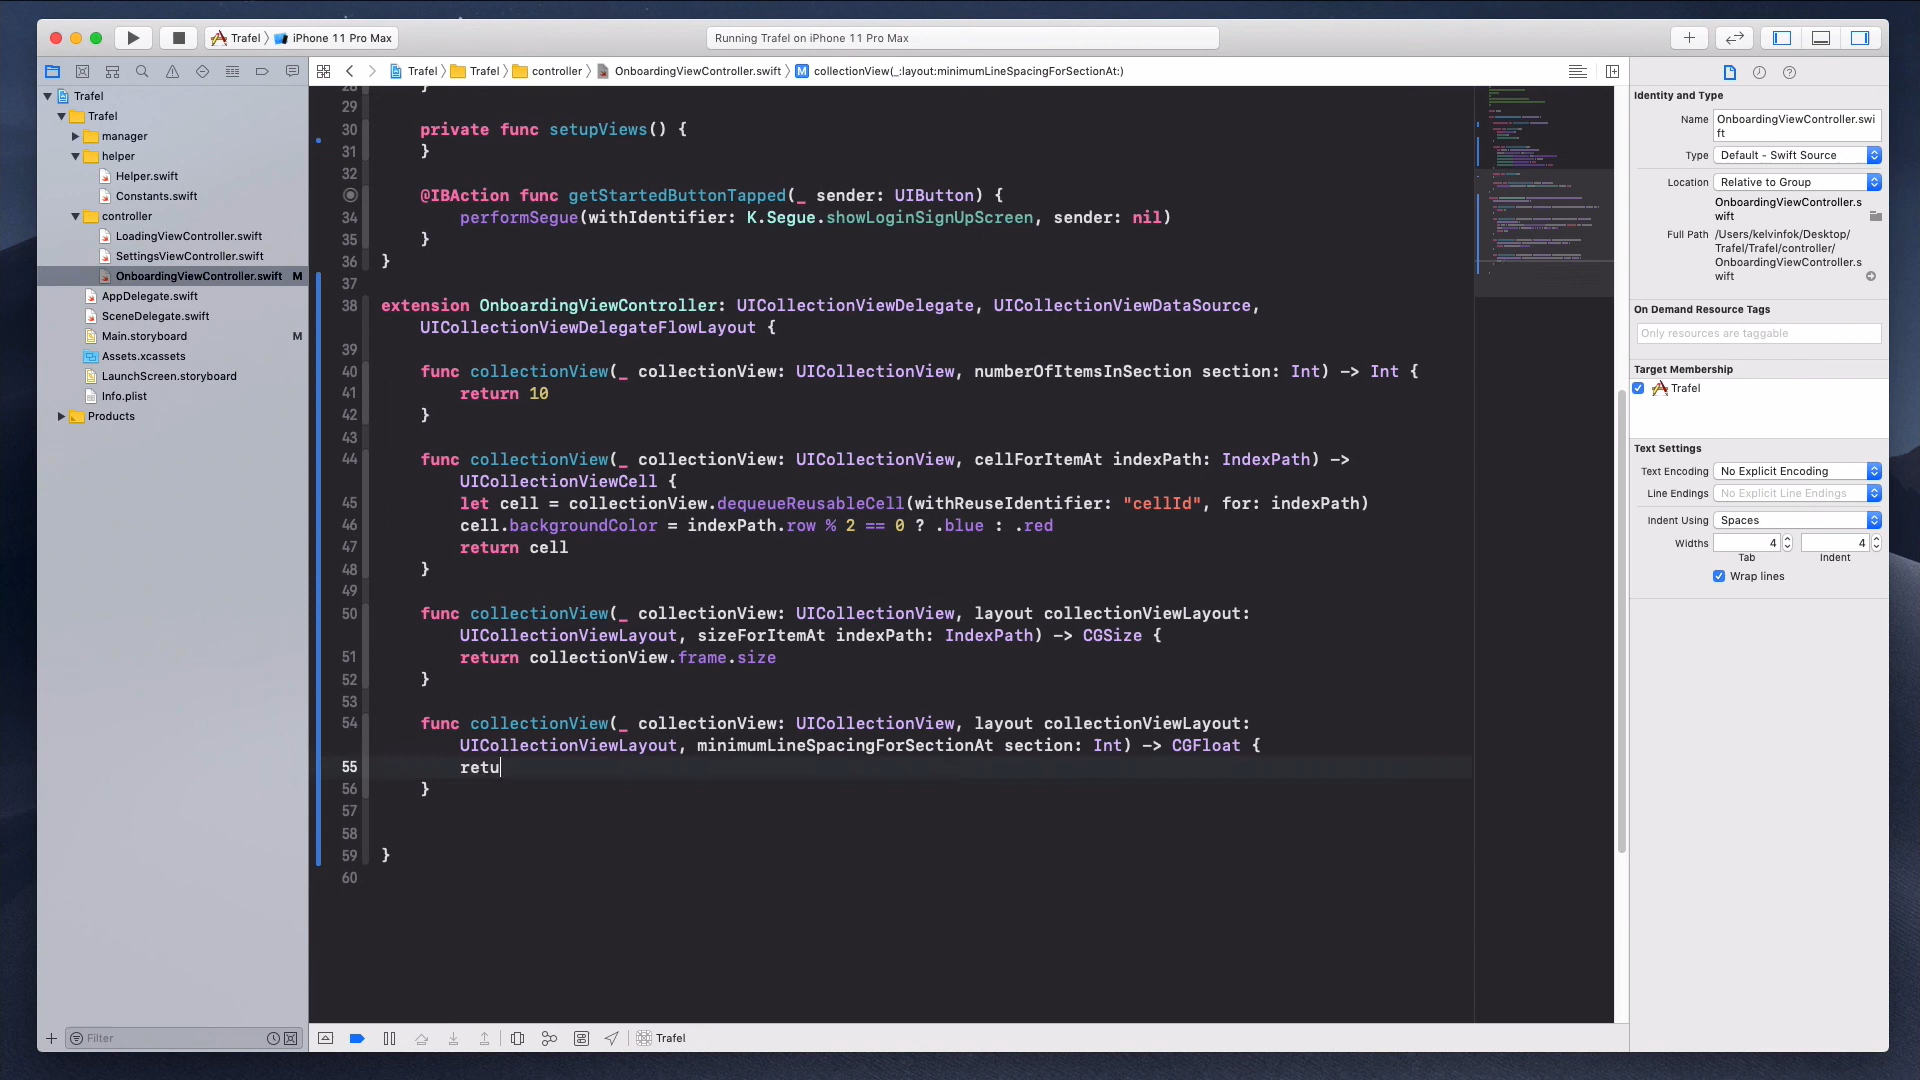 Trafel 〉 iPhone 11 Pro Max
Running Trafel on iPhone 11 Pro Max
Trafel 〉 Trafel 〉 controller 〉 OnboardingViewController.swift 〉 M collectionView(_:layout:minimumLineSpacingForSectionAt:)
Trafel
Trafel
manager
helper
Helper.swift
Constants.swift
controller
LoadingViewController.swift
SettingsViewController.swift
OnboardingViewController.swift M
AppDelegate.swift
SceneDelegate.swift
Main.storyboard M
Assets.xcassets
LaunchScreen.storyboard
Info.plist
Products
Filter
28 }
29
30 private func setupViews() {
31 }
32
@IBAction func getStartedButtonTapped(_ sender: UIButton) {
34 performSegue(withIdentifier: K.Segue.showLoginSignUpScreen, sender: nil)
35 }
36 }
37
38 extension OnboardingViewController: UICollectionViewDelegate, UICollectionViewDataSource,
UICollectionViewDelegateFlowLayout {
39
40 func collectionView(_ collectionView: UICollectionView, numberOfItemsInSection section: Int) -> Int {
41 return 10
42 }
43
44 func collectionView(_ collectionView: UICollectionView, cellForItemAt indexPath: IndexPath) ->
UICollectionViewCell {
45 let cell = collectionView.dequeueReusableCell(withReuseIdentifier: "cellId", for: indexPath)
46 cell.backgroundColor = indexPath.row % 2 == 0 ? .blue : .red
47 return cell
48 }
49
50 func collectionView(_ collectionView: UICollectionView, layout collectionViewLayout:
UICollectionViewLayout, sizeForItemAt indexPath: IndexPath) -> CGSize {
51 return collectionView.frame.size
52 }
53
54 func collectionView(_ collectionView: UICollectionView, layout collectionViewLayout:
UICollectionViewLayout, minimumLineSpacingForSectionAt section: Int) -> CGFloat {
55 retu
56 }
57
58
59 }
60
Trafel
Identity and Type
Name OnboardingViewController.swi
ft
Type Default - Swift Source
Location Relative to Group
OnboardingViewController.s
wift
Full Path /Users/kelvinfok/Desktop/
Trafel/Trafel/controller/
OnboardingViewController.s
wift
On Demand Resource Tags
Only resources are taggable
Target Membership
Trafel
Text Settings
Text Encoding No Explicit Encoding
Line Endings No Explicit Line Endings
Indent Using Spaces
Widths 4 4
Tab Indent
Wrap lines